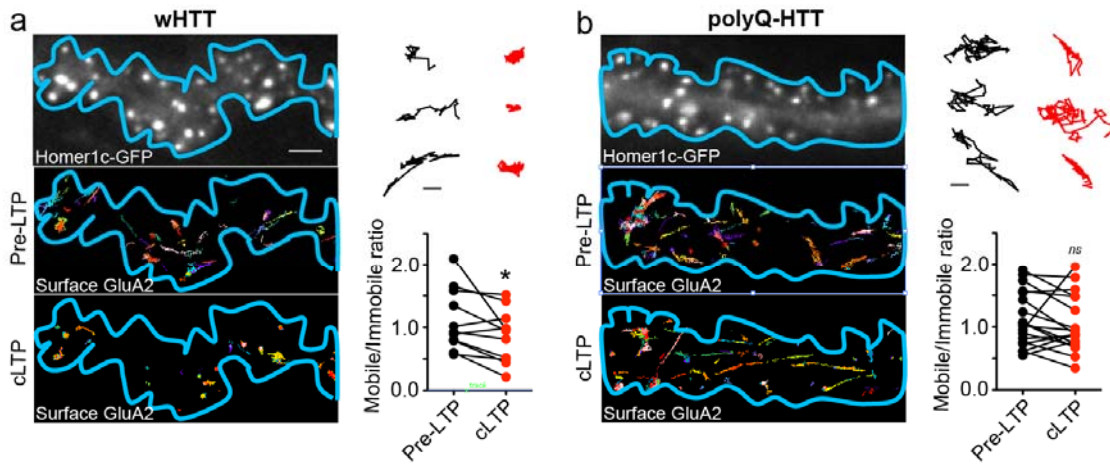 a
wHTT
Homer1c-GFP
Pre-LTP
Surface GluA2
cLTP
Surface GluA2
Mobile/Immobile ratio
2.0
1.0
0.0
*
Pre-LTP
cLTP
b
polyQ-HTT
Homer1c-GFP
Pre-LTP
Surface GluA2
cLTP
Surface GluA2
Mobile/Immobile ratio
2.0
1.0
0.0
ns
Pre-LTP
cLTP